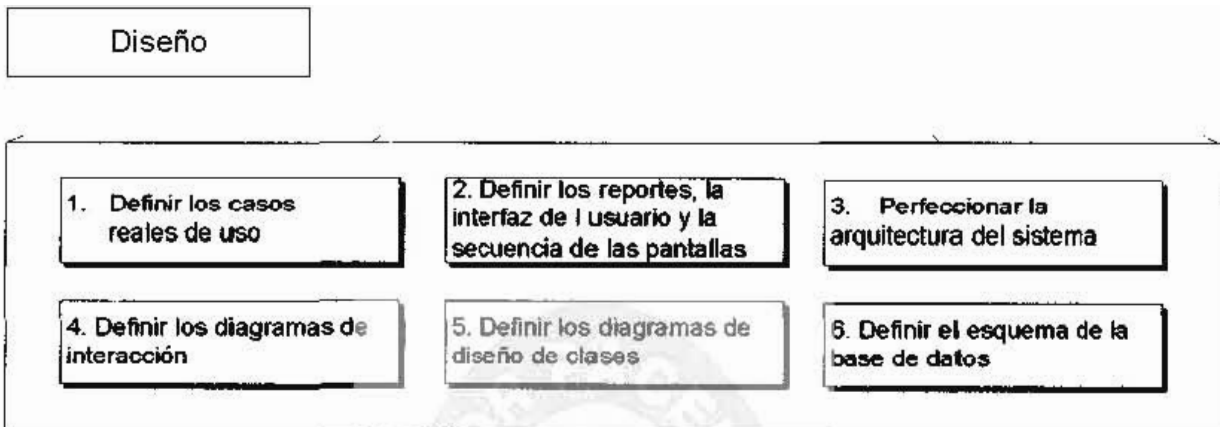 Diseño
1. Definir los casos
reales de uso
2. Definir los reportes, la
interfaz de l usuario y la
secuencia de las pantallas
3. Perfeccionar la
arquitectura del sistema
4. Definir los diagramas de
interacción
5. Definir los diagramas de
diseño de clases
6. Definir el esquema de la
base de datos